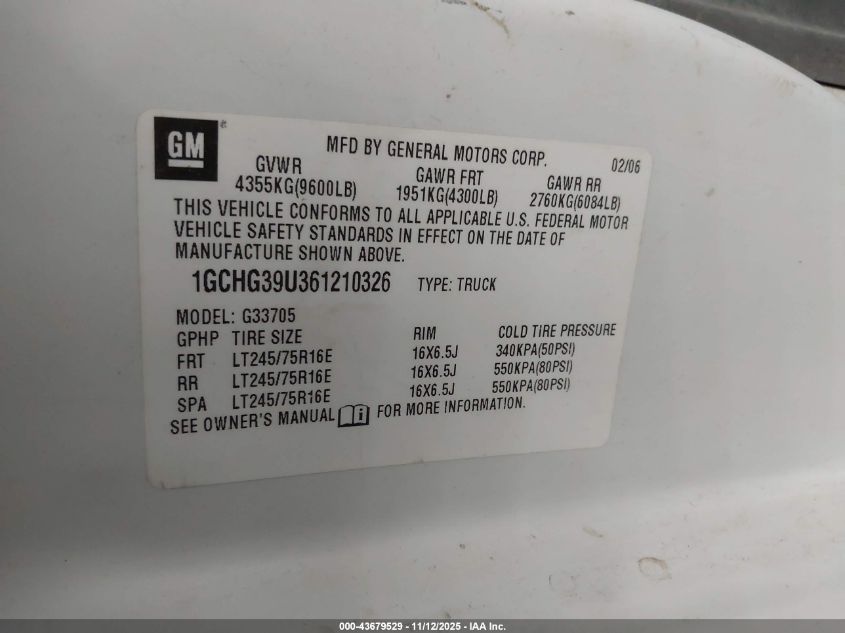 GM
MFD BY GENERAL MOTORS CORP. 02/06
GVWR GAWR FRT GAWR RR
4355KG(9600LB) 1951KG(4300LB) 2760KG(6084LB)
THIS VEHICLE CONFORMS TO ALL APPLICABLE U.S. FEDERAL MOTOR
VEHICLE SAFETY STANDARDS IN EFFECT ON THE DATE OF
MANUFACTURE SHOWN ABOVE.
1GCHG39U361210326 TYPE: TRUCK
MODEL: G33705
GPHP TIRE SIZE RIM COLD TIRE PRESSURE
FRT LT245/75R16E 16X6.5J 340KPA(50PSI)
RR LT245/75R16E 16X6.5J 550KPA(80PSI)
SPA LT245/75R16E 16X6.5J 550KPA(80PSI)
SEE OWNER'S MANUAL i FOR MORE INFORMATION.
000-43679529 - 11/12/2025 - IAA Inc.